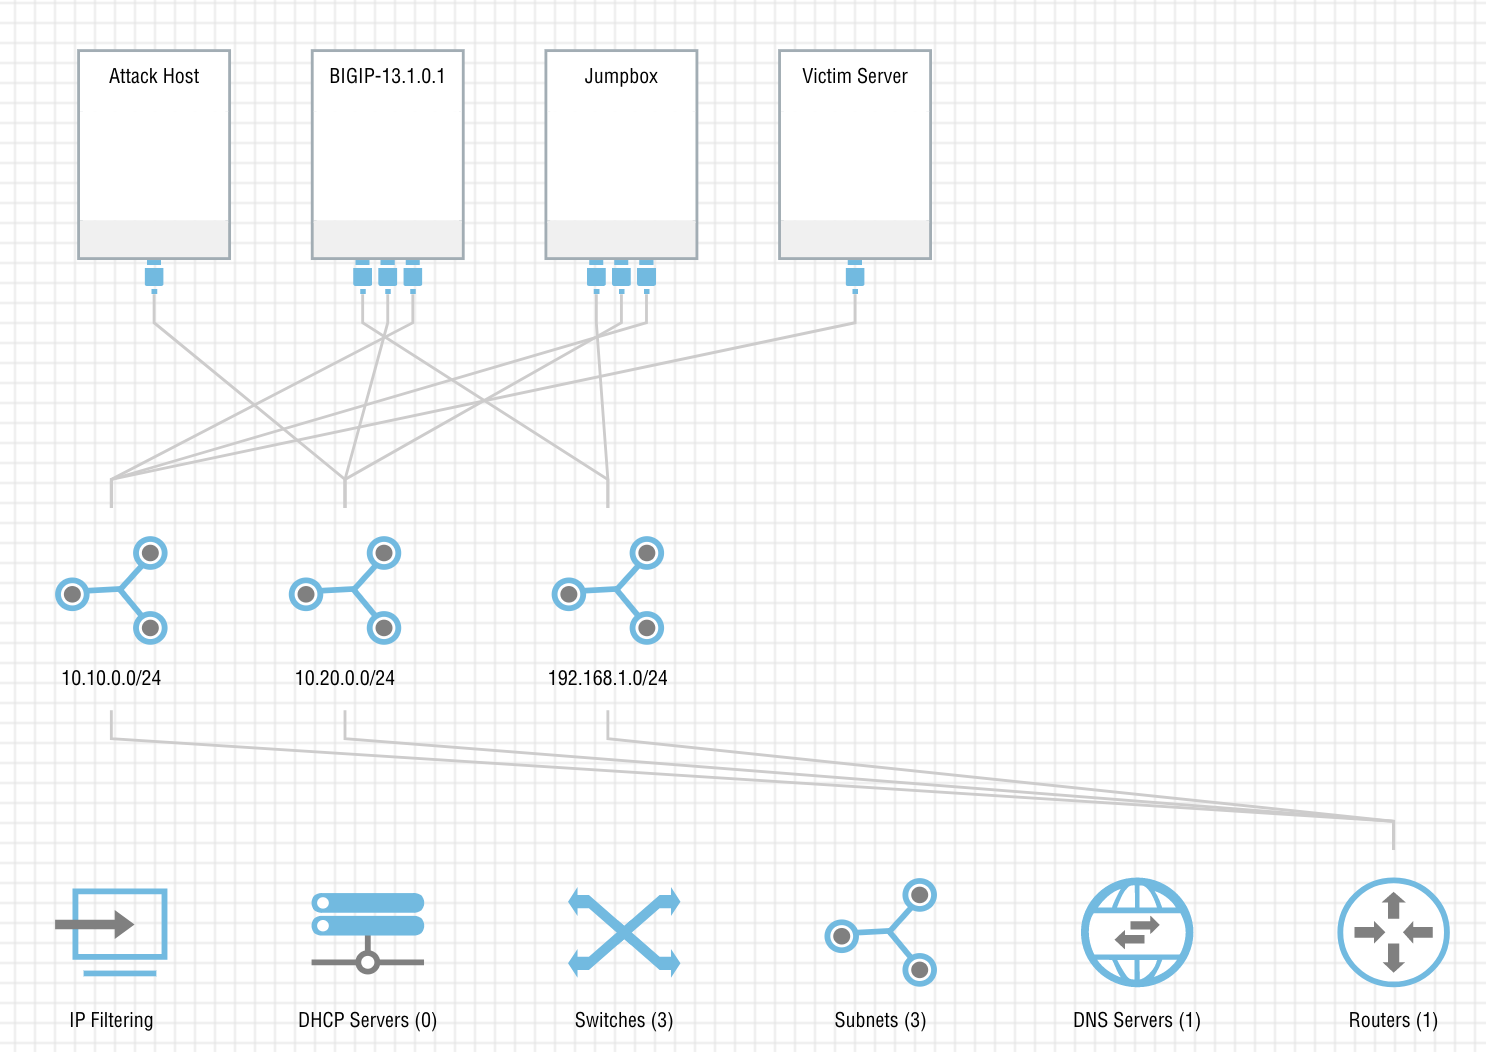 Attack Host
BIGIP-13.1.0.1
Jumpbox
Victim Server
10.10.0.0/24
10.20.0.0/24
192.168.1.0/24
IP Filtering
DHCP Servers (0)
Switches (3)
Subnets (3)
DNS Servers (1)
Routers (1)